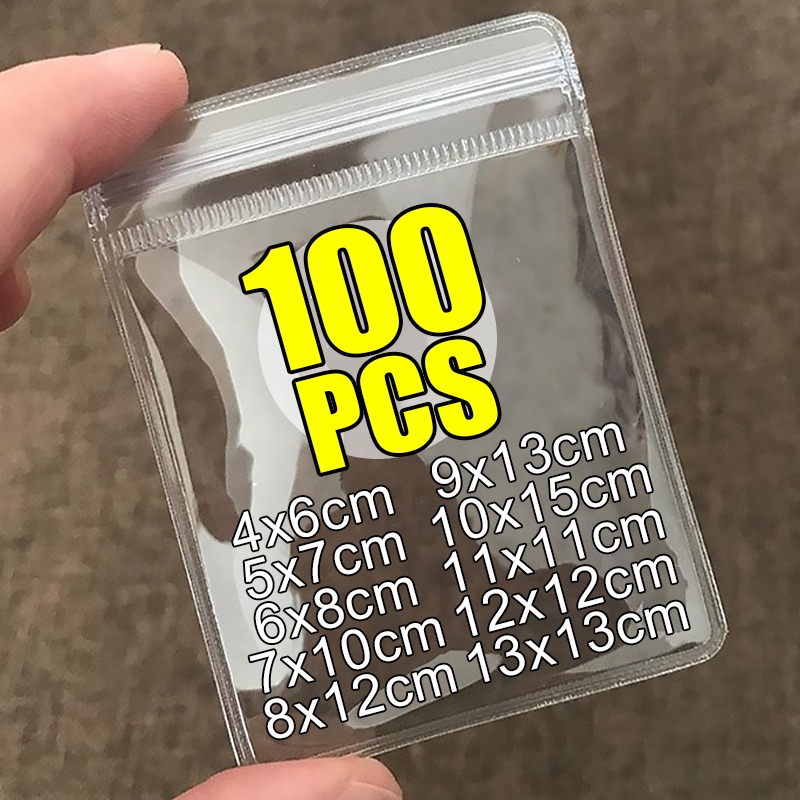 100
PCS
4x6cm
5x7cm
6x8cm
7x10cm
8x12cm
9x13cm
10x15cm
11x11cm
12x12cm
13x13cm